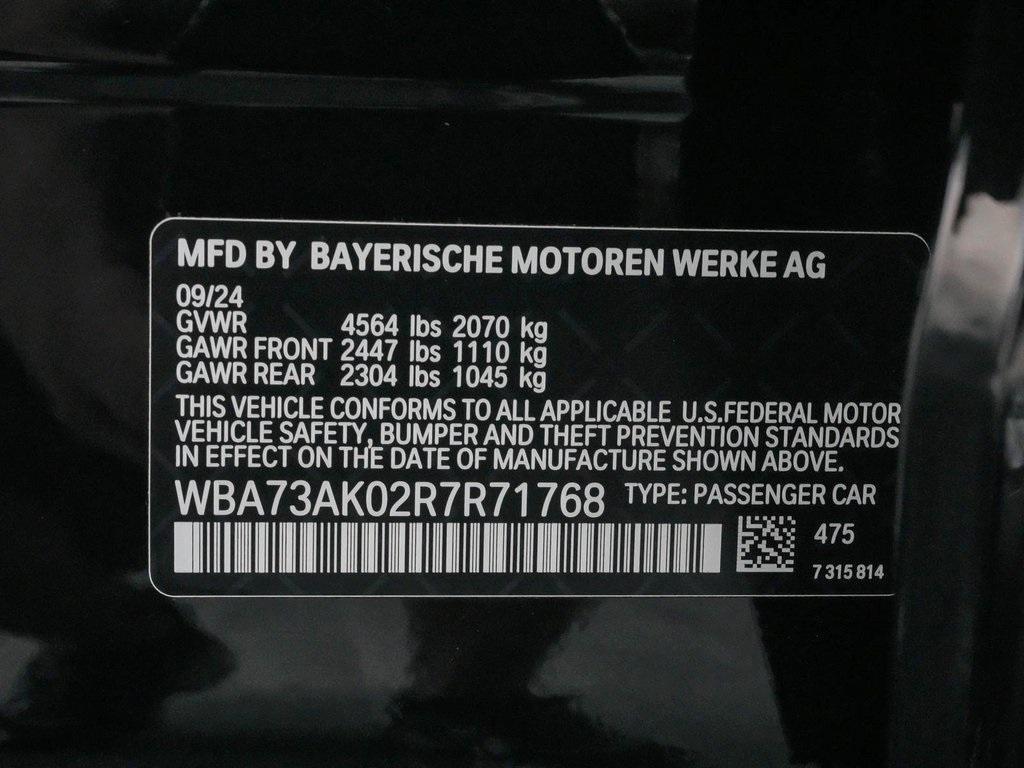 MFD BY BAYERISCHE MOTOREN WERKE AG
09/24
GVWR 4564 lbs 2070 kg
GAWR FRONT 2447 lbs 1110 kg
GAWR REAR 2304 lbs 1045 kg
THIS VEHICLE CONFORMS TO ALL APPLICABLE U.S.FEDERAL MOTOR
VEHICLE SAFETY, BUMPER AND THEFT PREVENTION STANDARDS
IN EFFECT ON THE DATE OF MANUFACTURE SHOWN ABOVE.
WBA73AK02R7R71768 TYPE: PASSENGER CAR
475
7 315 814